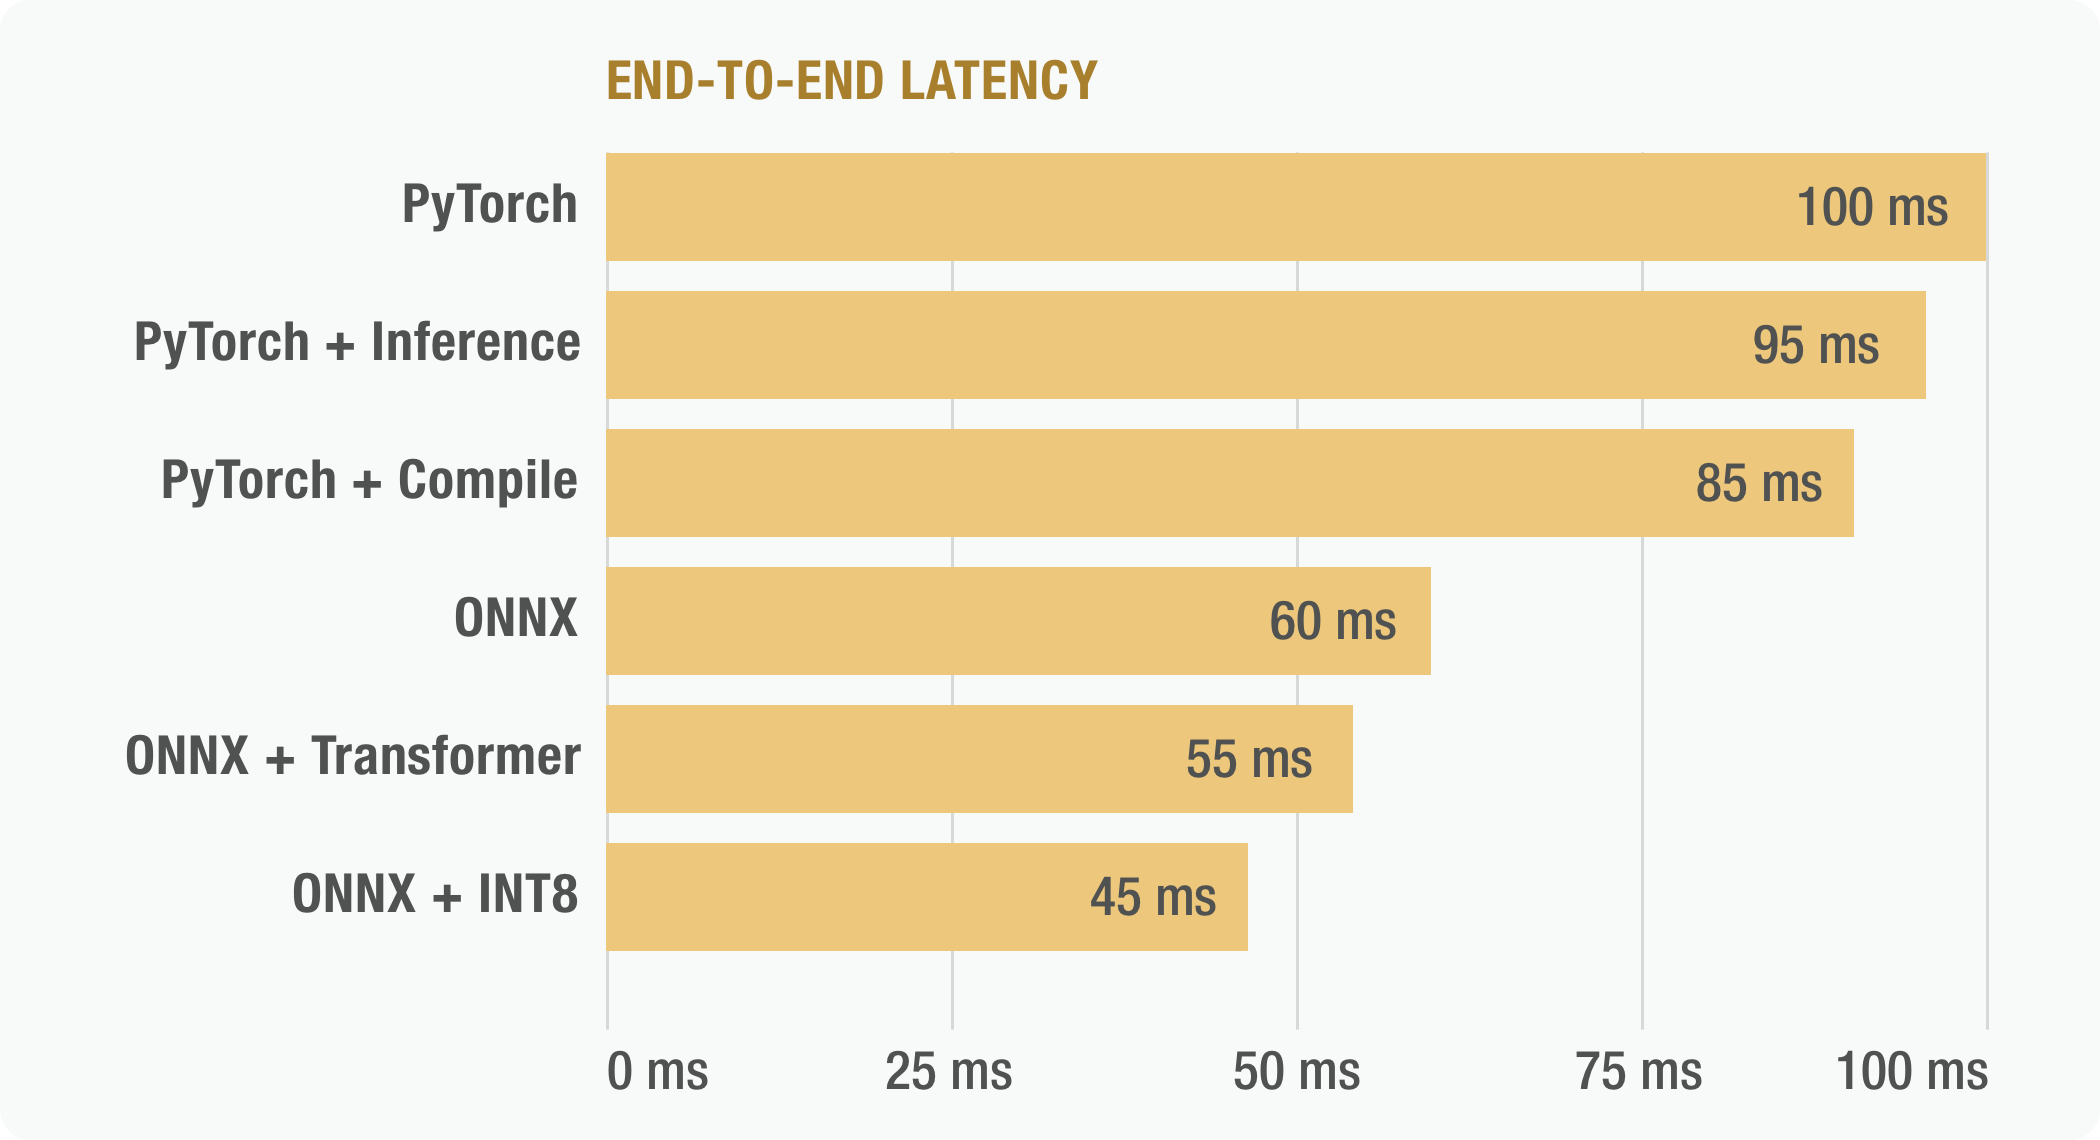 END-TO-END LATENCY
PyTorch
100 ms
PyTorch + Inference
95 ms
PyTorch + Compile
85 ms
ONNX
60 ms
ONNX + Transformer
55 ms
ONNX + INT8
45 ms
0 ms
25 ms
50 ms
75 ms
100 ms